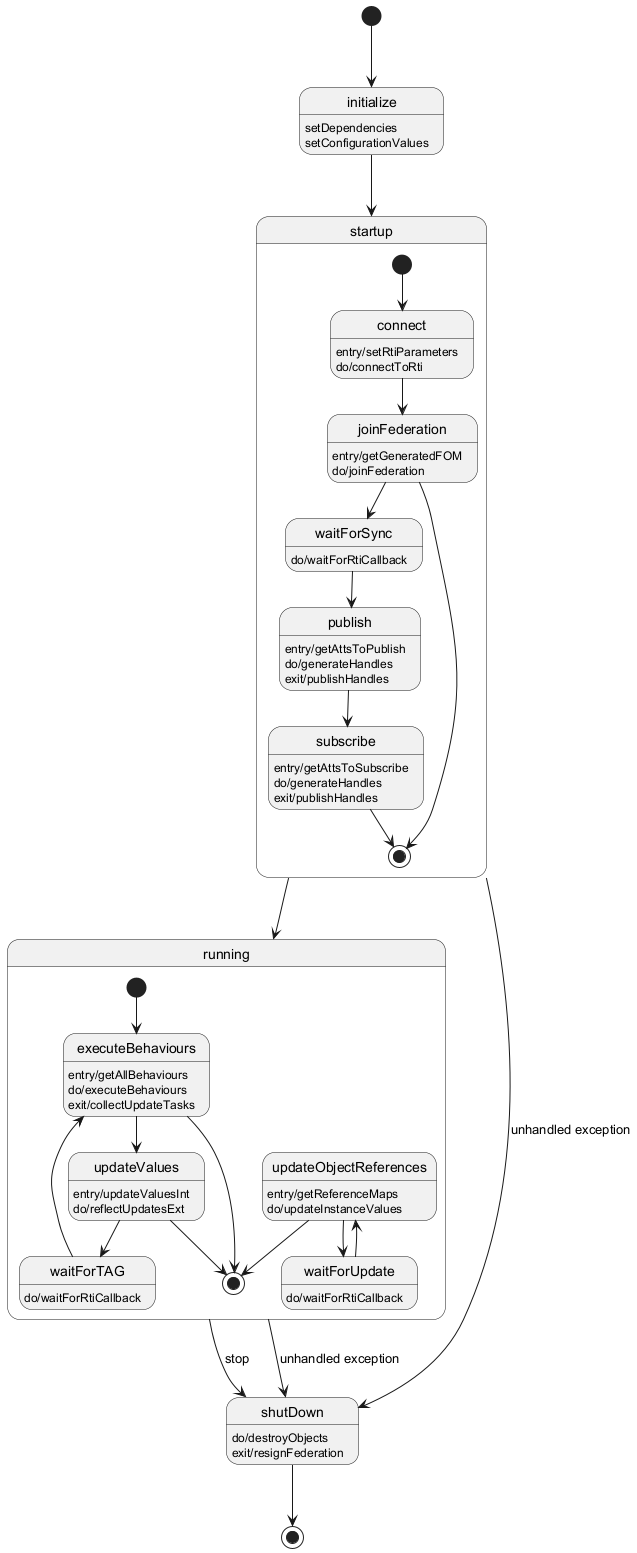 initialize
setDependencies
setConfigurationValues
startup
connect
entry/setRtiParameters
do/connectToRti
joinFederation
entry/getGeneratedFOM
do/joinFederation
waitForSync
do/waitForRtiCallback
publish
entry/getAttsToPublish
do/generateHandles
exit/publishHandles
subscribe
entry/getAttsToSubscribe
do/generateHandles
exit/publishHandles
running
executeBehaviours
entry/getAllBehaviours
do/executeBehaviours
exit/collectUpdateTasks
unhandled exception
updateValues
entry/updateValuesInt
do/reflectUpdatesExt
updateObjectReferences
entry/getReferenceMaps
do/updateInstanceValues
waitForTAG
do/waitForRtiCallback
waitForUpdate
do/waitForRtiCallback
stop
unhandled exception
shutDown
do/destroyObjects
exit/resignFederation